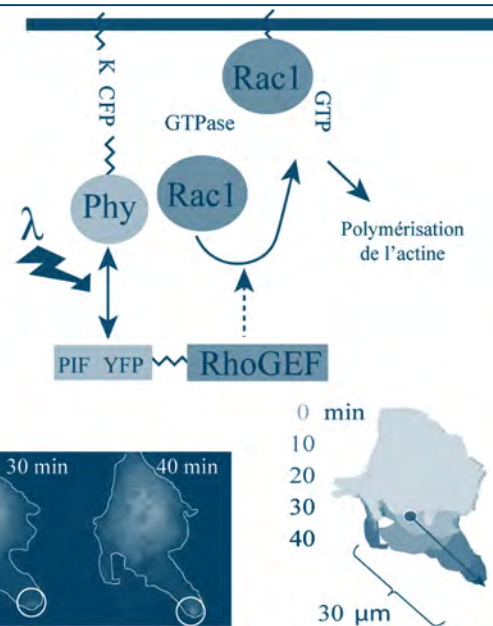 K CFP
Rac1
GTP
GTPase
Phy
Rac1
λ
Polymérisation
de l'actine
PIF YFP
RhoGEF
30 min
40 min
0 min
10
20
30
40
30 µm